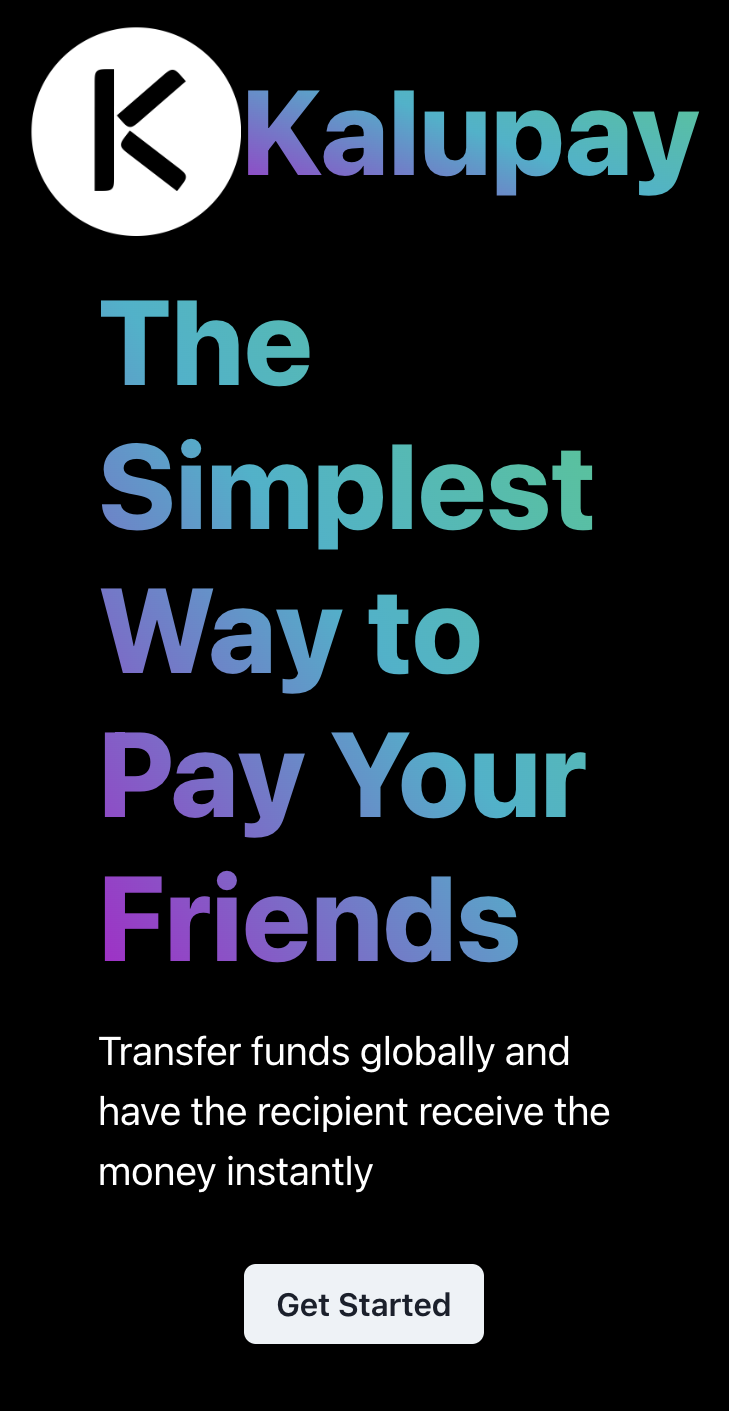 K Kalupay
The
Simplest
Way to
Pay Your
Friends
Transfer funds globally and
have the recipient receive the
money instantly
Get Started